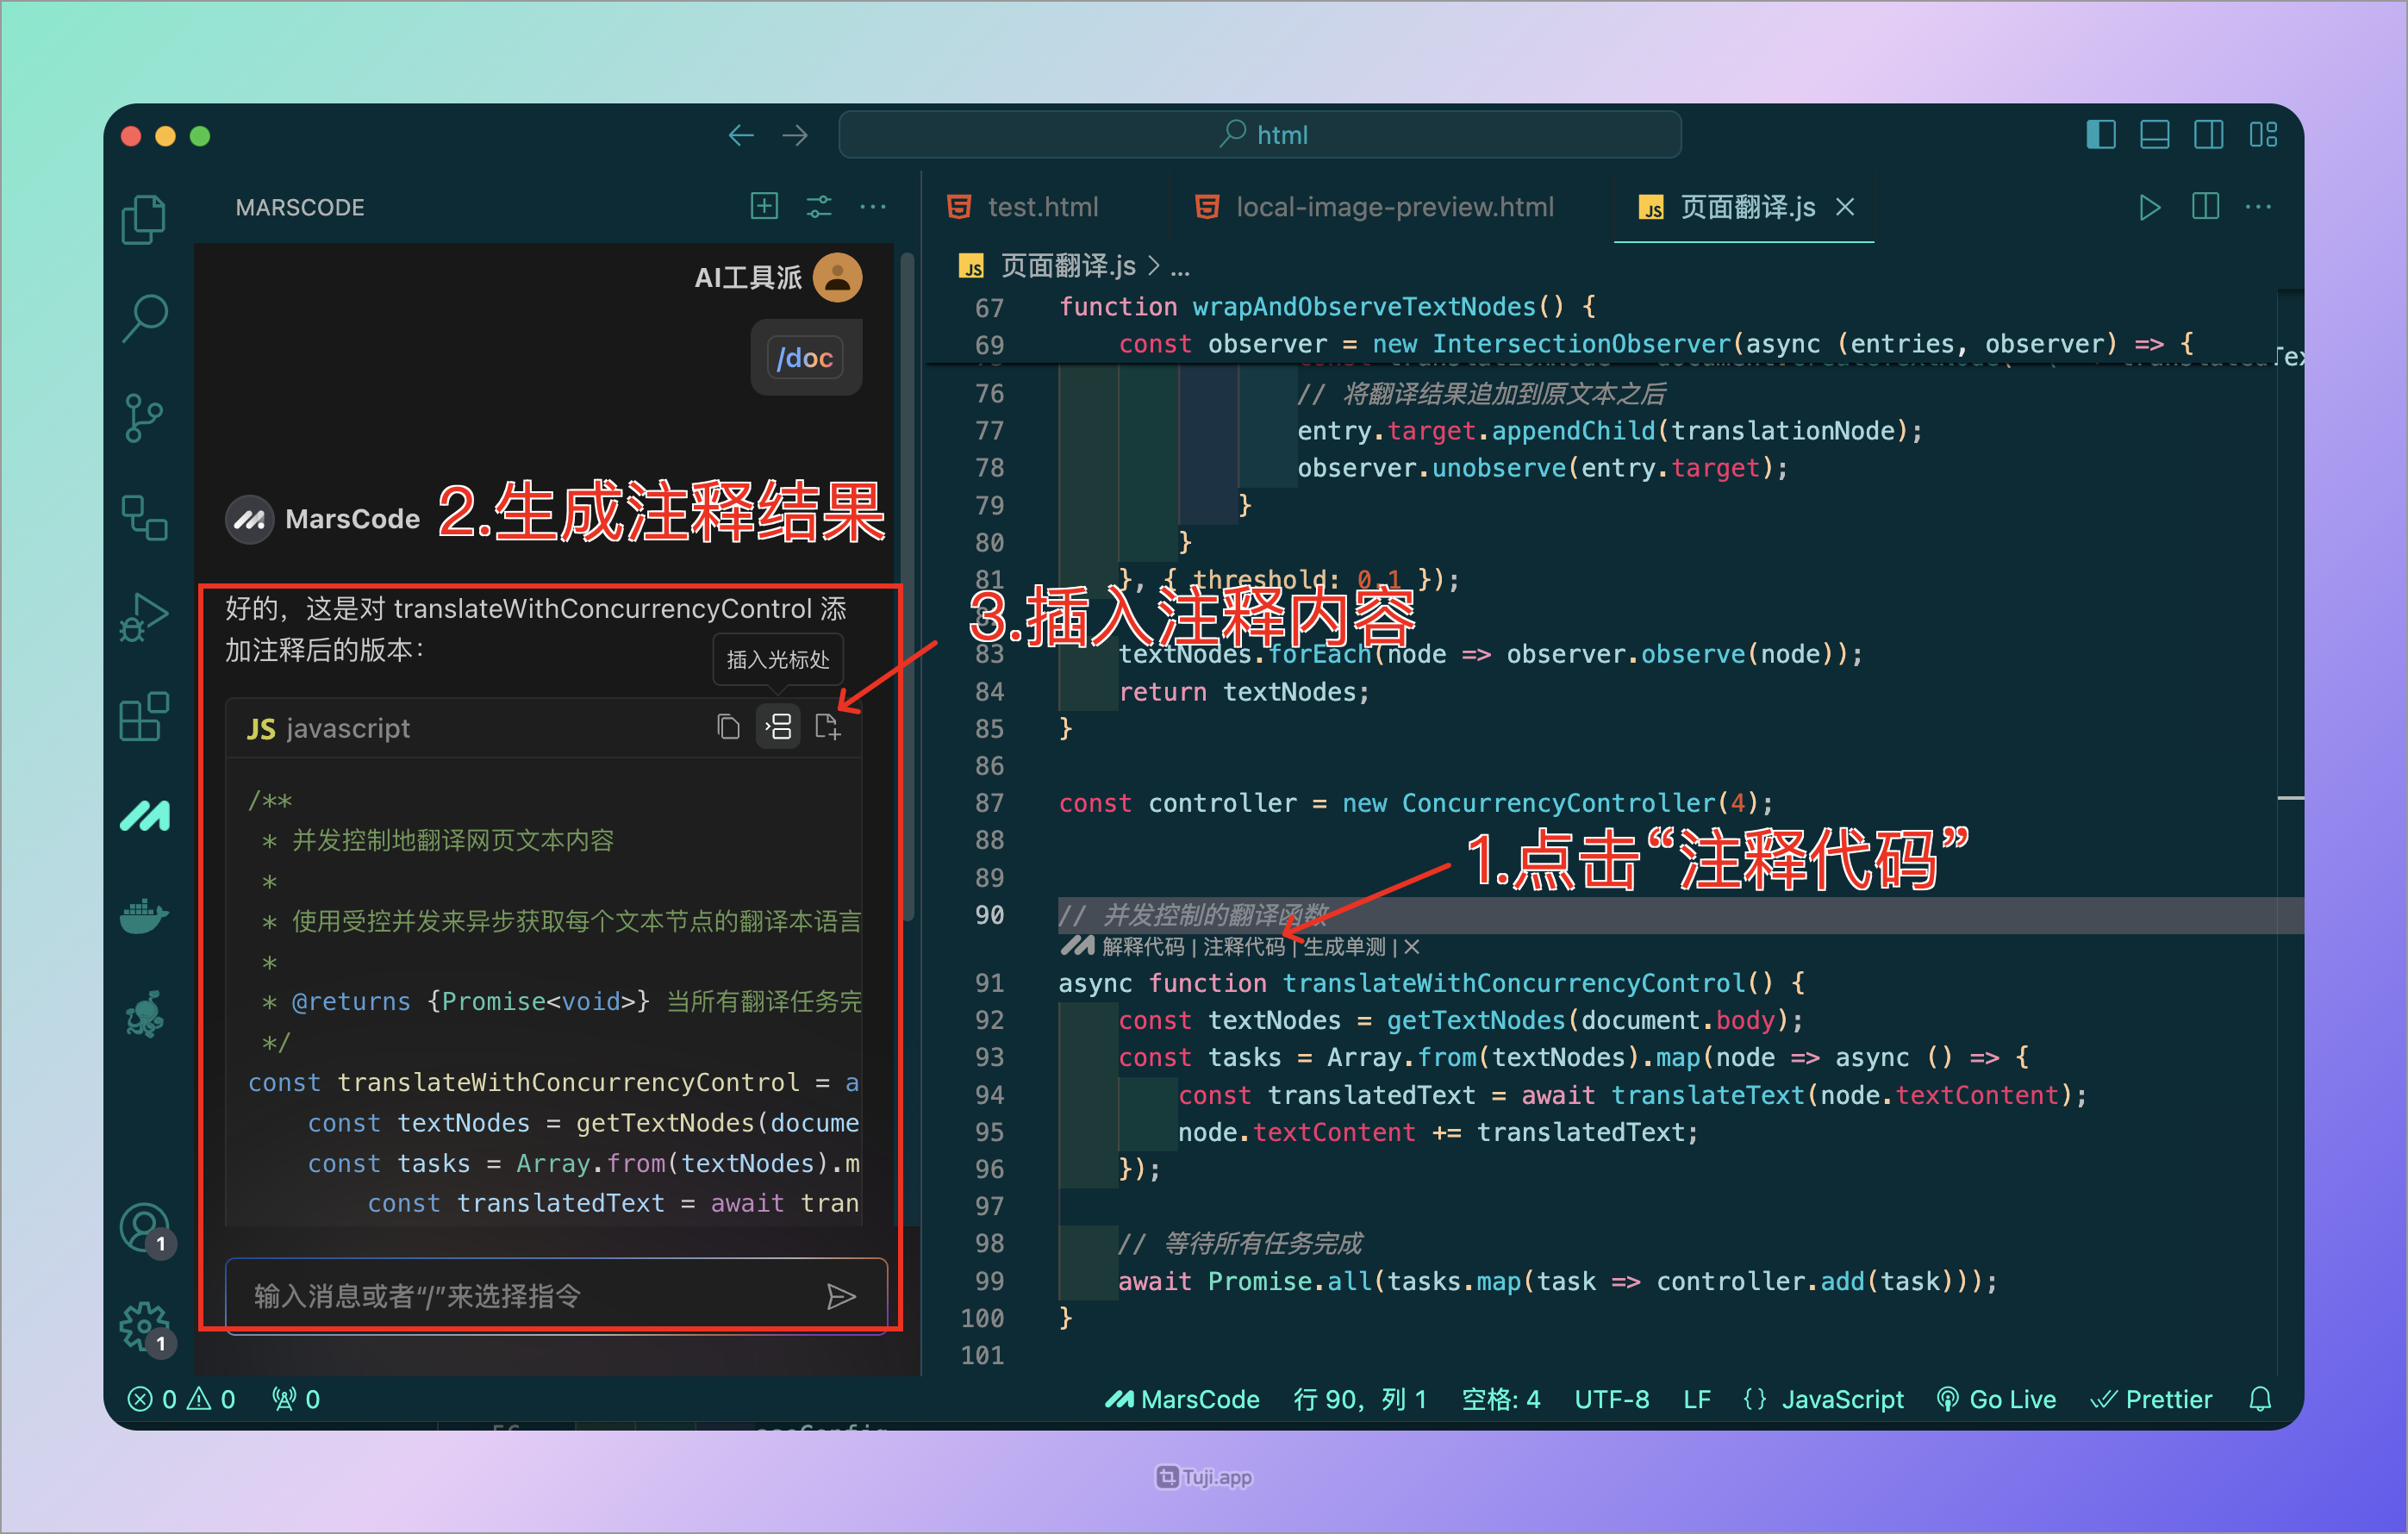 html
MARSCODE
AI工具派
/doc
MarsCode
2.生成注释结果
好的，这是对 translateWithConcurrencyControl 添
加注释后的版本：
插入光标处
JS javascript
/**
* 并发控制地翻译网页文本内容
*
* 使用受控并发来异步获取每个文本节点的翻译本语言
*
* @returns {Promise<void>} 当所有翻译任务完
*/
const translateWithConcurrencyControl = a
const textNodes = getTextNodes(docume
const tasks = Array.from(textNodes).m
const translatedText = await tran
输入消息或者“/”来选择指令
1
1
test.html
local-image-preview.html
JS 页面翻译.js
JS 页面翻译.js > ...
67 function wrapAndObserveTextNodes() {
69 const observer = new IntersectionObserver(async (entries, observer) => {
76 // 将翻译结果追加到原文本之后
77 entry.target.appendChild(translationNode);
78 observer.unobserve(entry.target);
79 }
80 }
81 }, { threshold: 0.1 });
3.插入注释内容
83 textNodes.forEach(node => observer.observe(node));
84 return textNodes;
85 }
86
87 const controller = new ConcurrencyController(4);
88
1.点击“注释代码”
89
90 // 并发控制的翻译函数
解释代码 | 注释代码 | 生成单测 | ×
91 async function translateWithConcurrencyControl() {
92 const textNodes = getTextNodes(document.body);
93 const tasks = Array.from(textNodes).map(node => async () => {
94 const translatedText = await translateText(node.textContent);
95 node.textContent += translatedText;
96 });
97
98 // 等待所有任务完成
99 await Promise.all(tasks.map(task => controller.add(task)));
100 }
101
0 0 0
MarsCode 行 90，列 1 空格: 4 UTF-8 LF {} JavaScript Go Live Prettier
Tuji.app